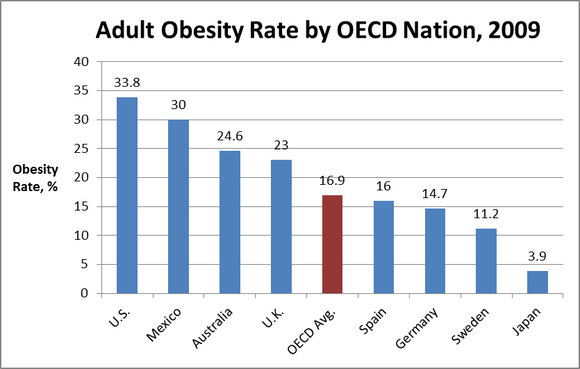 Adult Obesity Rate by OECD Nation, 2009
Obesity
Rate, %
40
35
30
25
20
15
10
5
0
33.8
30
24.6
23
16.9
16
14.7
11.2
3.9
U.S.
Mexico
Australia
U.K.
OECD Avg.
Spain
Germany
Sweden
Japan